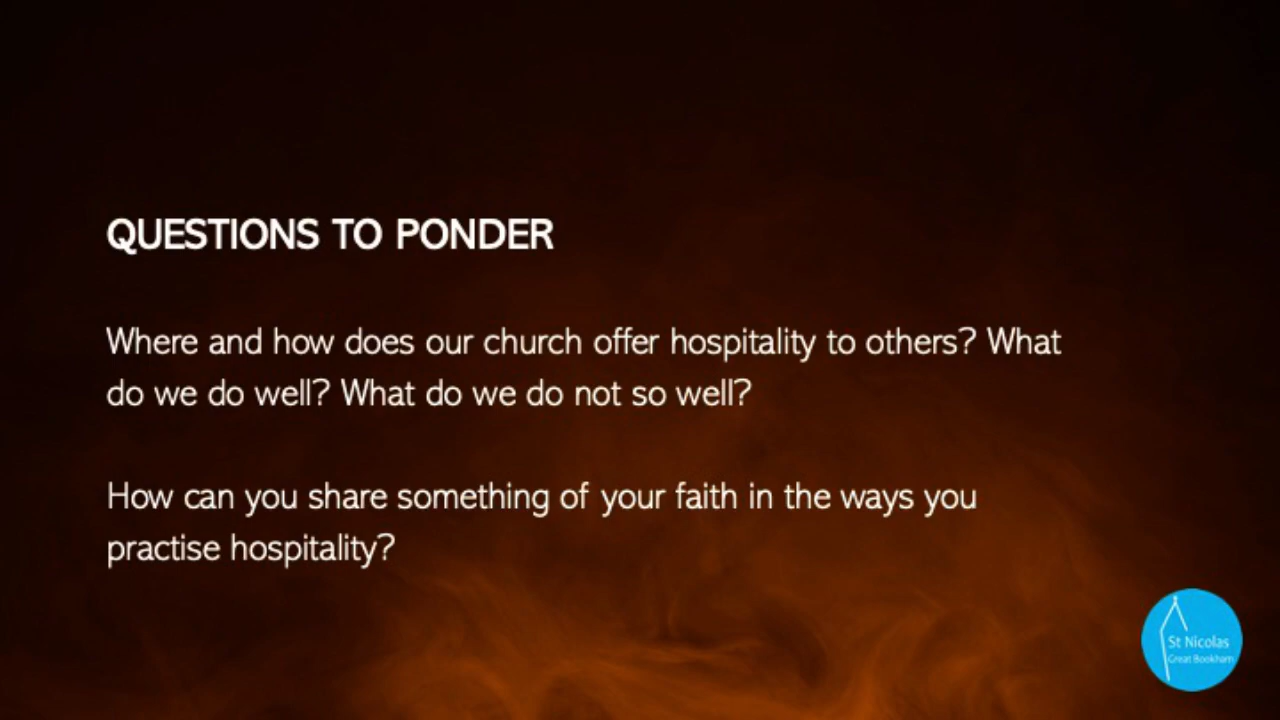 QUESTIONS TO PONDER
Where and how does our church offer hospitality to others? What
do we do well? What do we do not so well?
How can you share something of your faith in the ways you
practise hospitality?
St Nicolas
Great Bookham